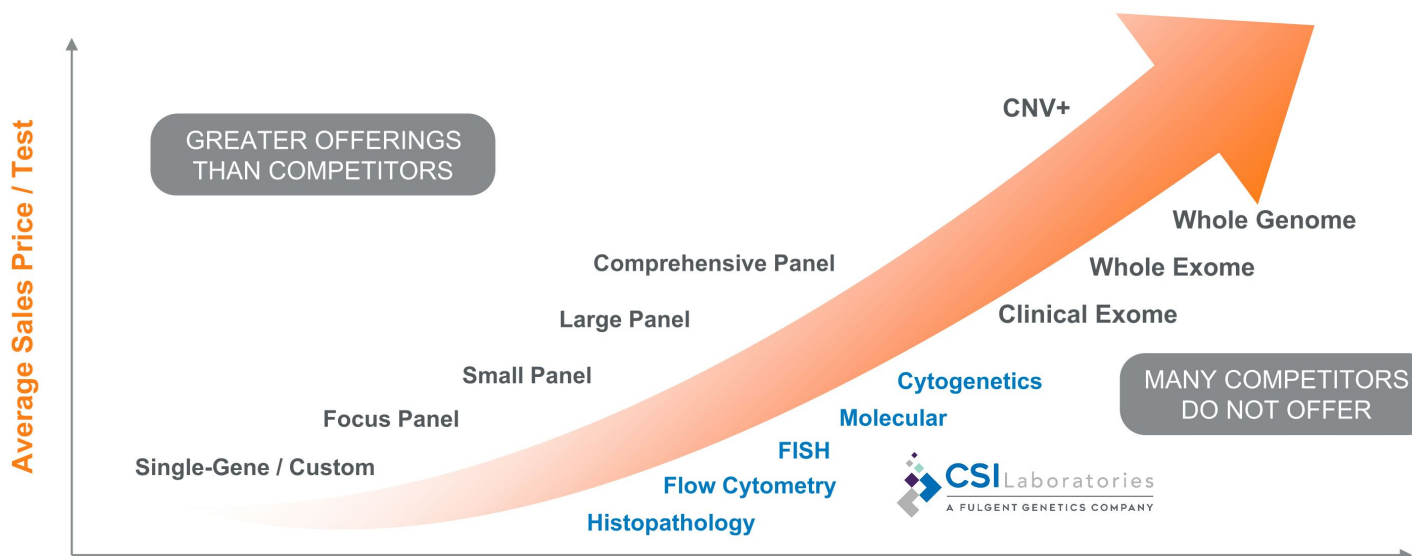 Average Sales Price / Test
GREATER OFFERINGS
THAN COMPETITORS
CNV+
Whole Genome
Comprehensive Panel
Whole Exome
Large Panel
Clinical Exome
Small Panel
Cytogenetics
MANY COMPETITORS
DO NOT OFFER
Focus Panel
Molecular
FISH
Single-Gene / Custom
Flow Cytometry
Histopathology
CSI Laboratories
A FULGENT GENETICS COMPANY